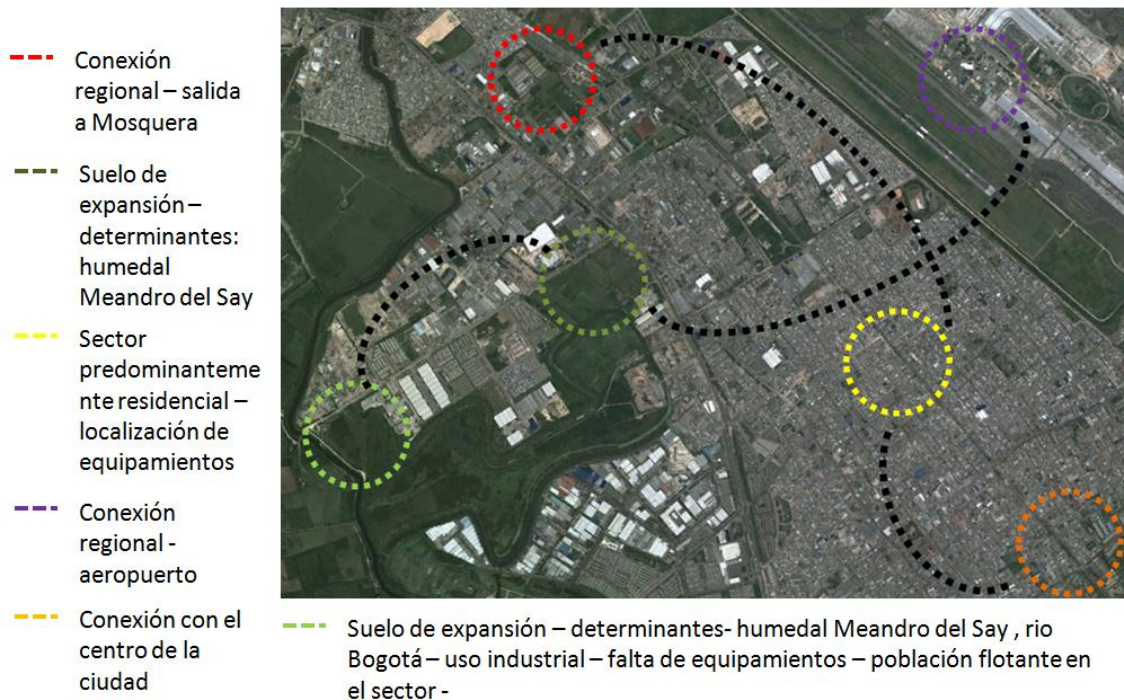 Conexión
regional – salida
a Mosquera
Suelo de
expansión –
determinantes:
humedal
Meandro del Say
Sector
predominanteme
nte residencial –
localización de
equipamientos
Conexión
regional -
aeropuerto
Conexión con el
centro de la
ciudad
Suelo de expansión – determinantes- humedal Meandro del Say , rio
Bogotá – uso industrial – falta de equipamientos – población flotante en
el sector -